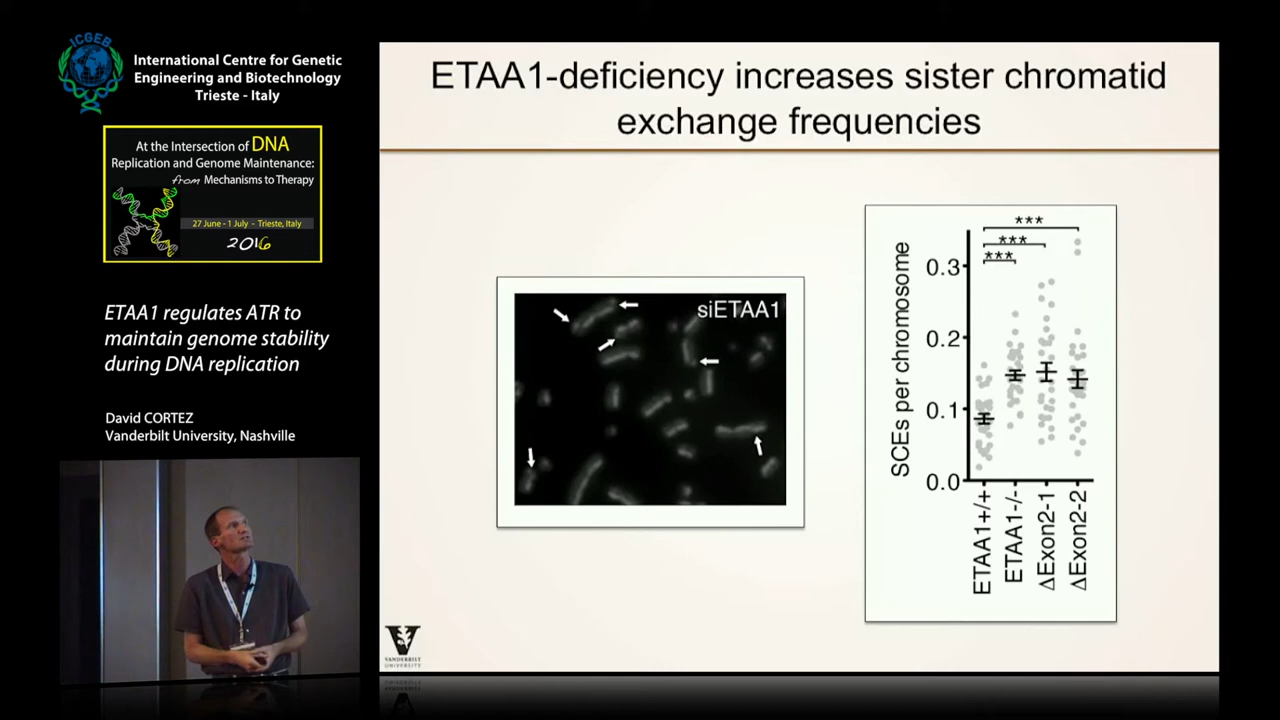 ICGEB
International Centre for Genetic
Engineering and Biotechnology
Trieste - Italy
At the Intersection of DNA
Replication and Genome Maintenance:
from Mechanisms to Therapy
27 June - 1 July - Trieste, Italy
2016
ETAA1 regulates ATR to
maintain genome stability
during DNA replication
David CORTEZ
Vanderbilt University, Nashville
ETAA1-deficiency increases sister chromatid
exchange frequencies
siETAA1
SCEs per chromosome
0.3
0.2
0.1
0.0
***
***
***
ETAA1+/+
ETAA1-/-
ΔExon2-1
ΔExon2-2
V
VANDERBILT
UNIVERSITY